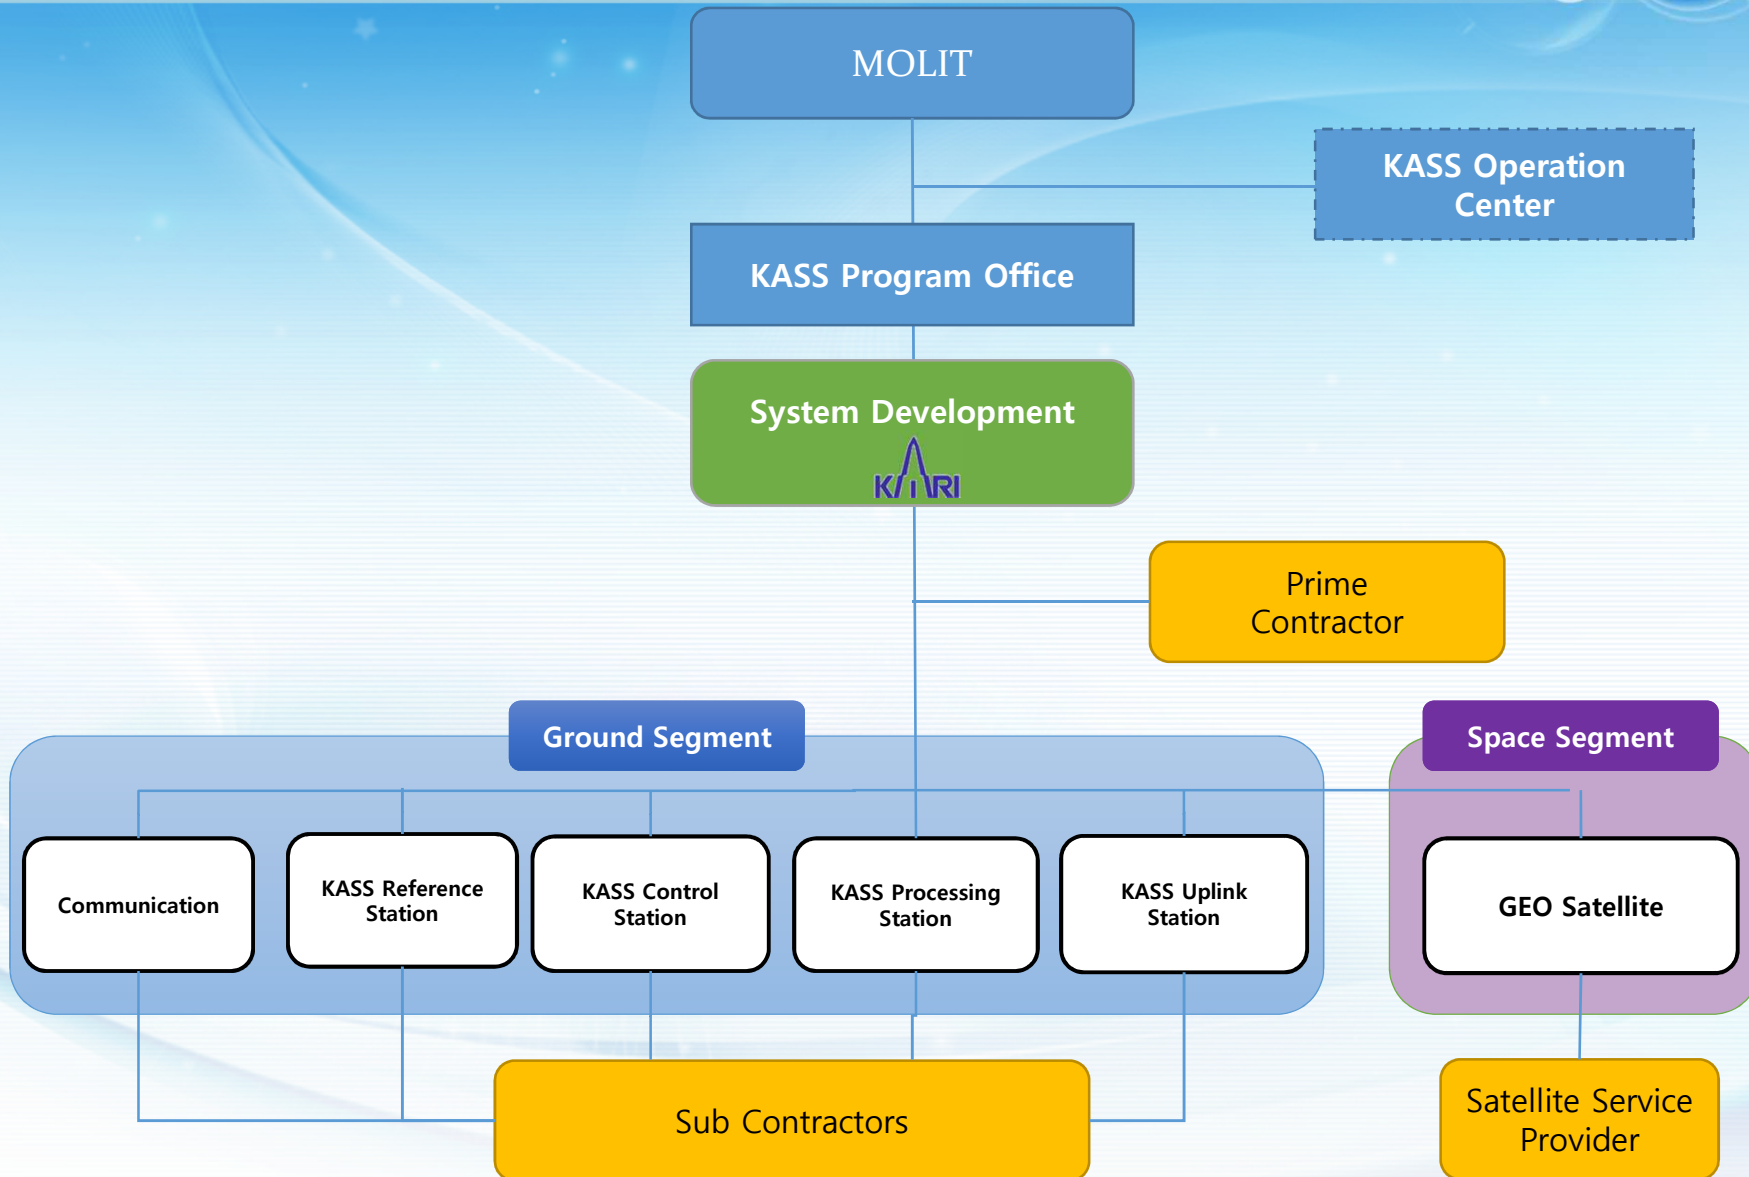 MOLIT
KASS Operation
Center
KASS Program Office
System Development
KARI
Prime
Contractor
Ground Segment
Space Segment
Communication
KASS Reference
Station
KASS Control
Station
KASS Processing
Station
KASS Uplink
Station
GEO Satellite
Sub Contractors
Satellite Service
Provider